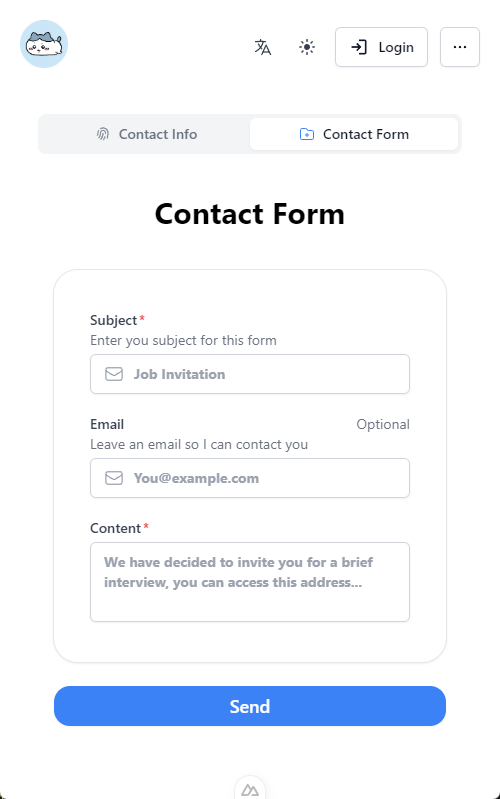 Login
...
Contact Info
Contact Form
Contact Form
Subject*
Enter you subject for this form
Job Invitation
Email
Optional
Leave an email so I can contact you
You@example.com
Content*
We have decided to invite you for a brief
interview, you can access this address...
Send